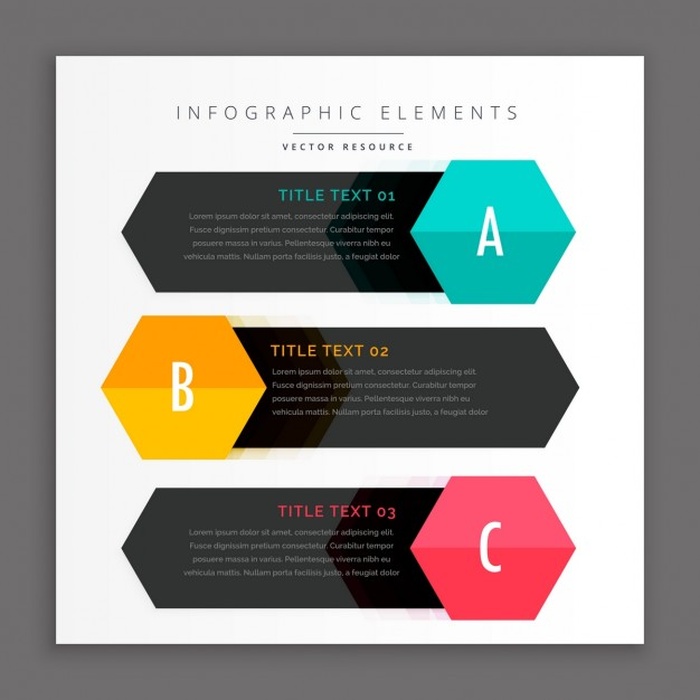 INFOGRAPHIC ELEMENTS
VECTOR RESOURCE
TITLE TEXT 01
Lorem ipsum dolor sit amet, consectetur adipiscing elit.
Fusce dignissim pretium consectetur. Curabitur tempor
posuere massa in varius. Pellentesque viverra nibh eu
vehicula mattis. Nullam porta facilisis justo, a feugiat dolor
A
B
TITLE TEXT 02
Lorem ipsum dolor sit amet, consectetur adipiscing elit.
Fusce dignissim pretium consectetur. Curabitur tempor
posuere massa in varius. Pellentesque viverra nibh eu
vehicula mattis. Nullam porta facilisis justo, a feugiat dolor
TITLE TEXT 03
Lorem ipsum dolor sit amet, consectetur adipiscing elit.
Fusce dignissim pretium consectetur. Curabitur tempor
posuere massa in varius. Pellentesque viverra nibh eu
vehicula mattis. Nullam porta facilisis justo, a feugiat dolor
C